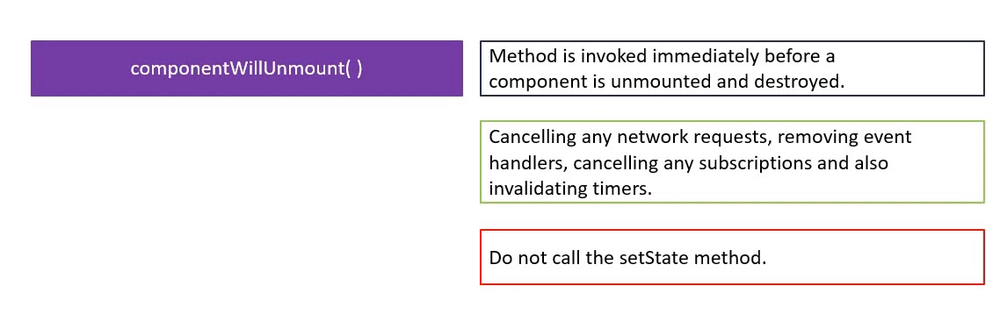 componentWillUnmount( )
Method is invoked immediately before a
component is unmounted and destroyed.
Cancelling any network requests, removing event
handlers, cancelling any subscriptions and also
invalidating timers.
Do not call the setState method.